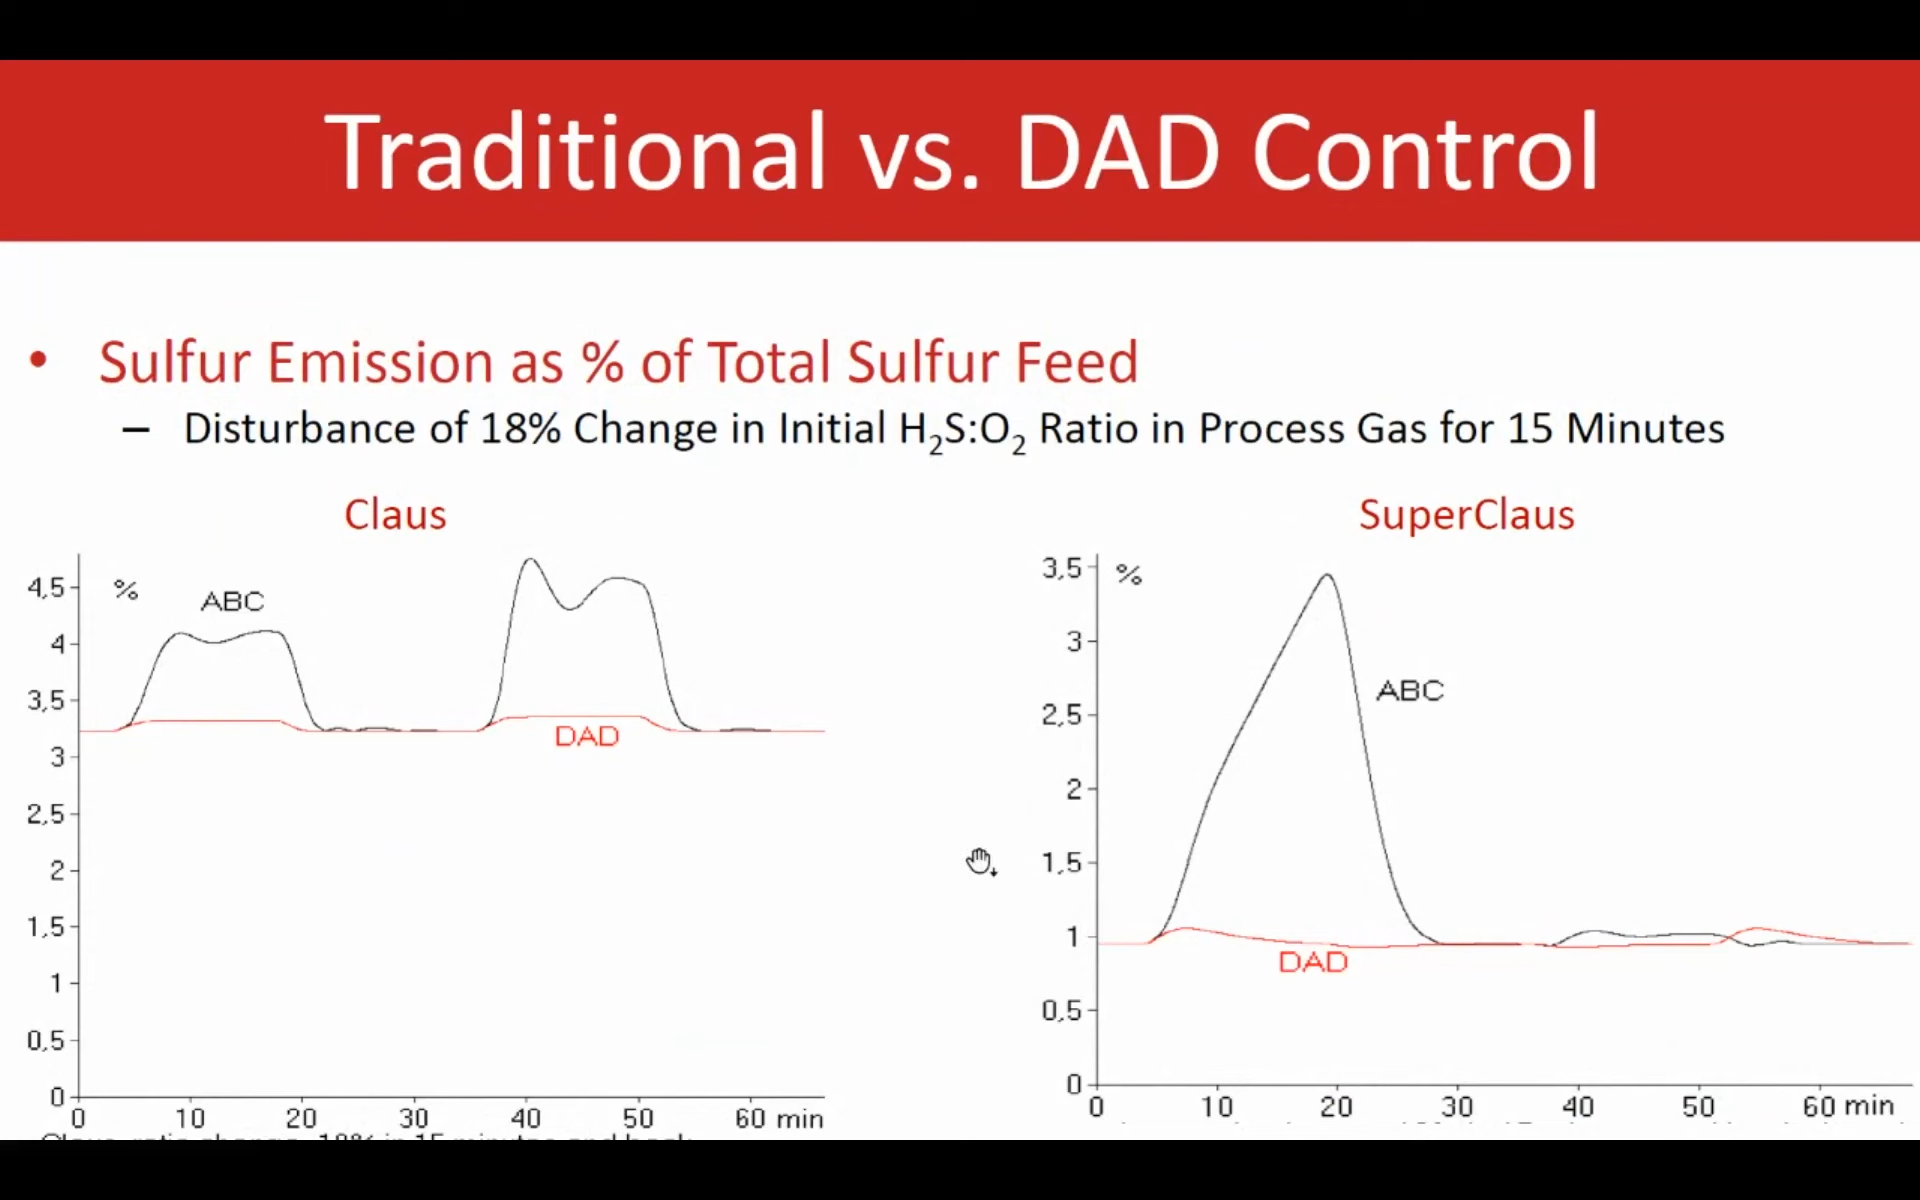 Traditional vs. DAD Control
• Sulfur Emission as % of Total Sulfur Feed
– Disturbance of 18% Change in Initial H₂S:O₂ Ratio in Process Gas for 15 Minutes
Claus
%
ABC
DAD
4,5
4
3,5
3
2,5
2
1,5
1
0,5
0
0 10 20 30 40 50 60 min
SuperClaus
%
ABC
DAD
3,5
3
2,5
2
1,5
1
0,5
0
0 10 20 30 40 50 60 min